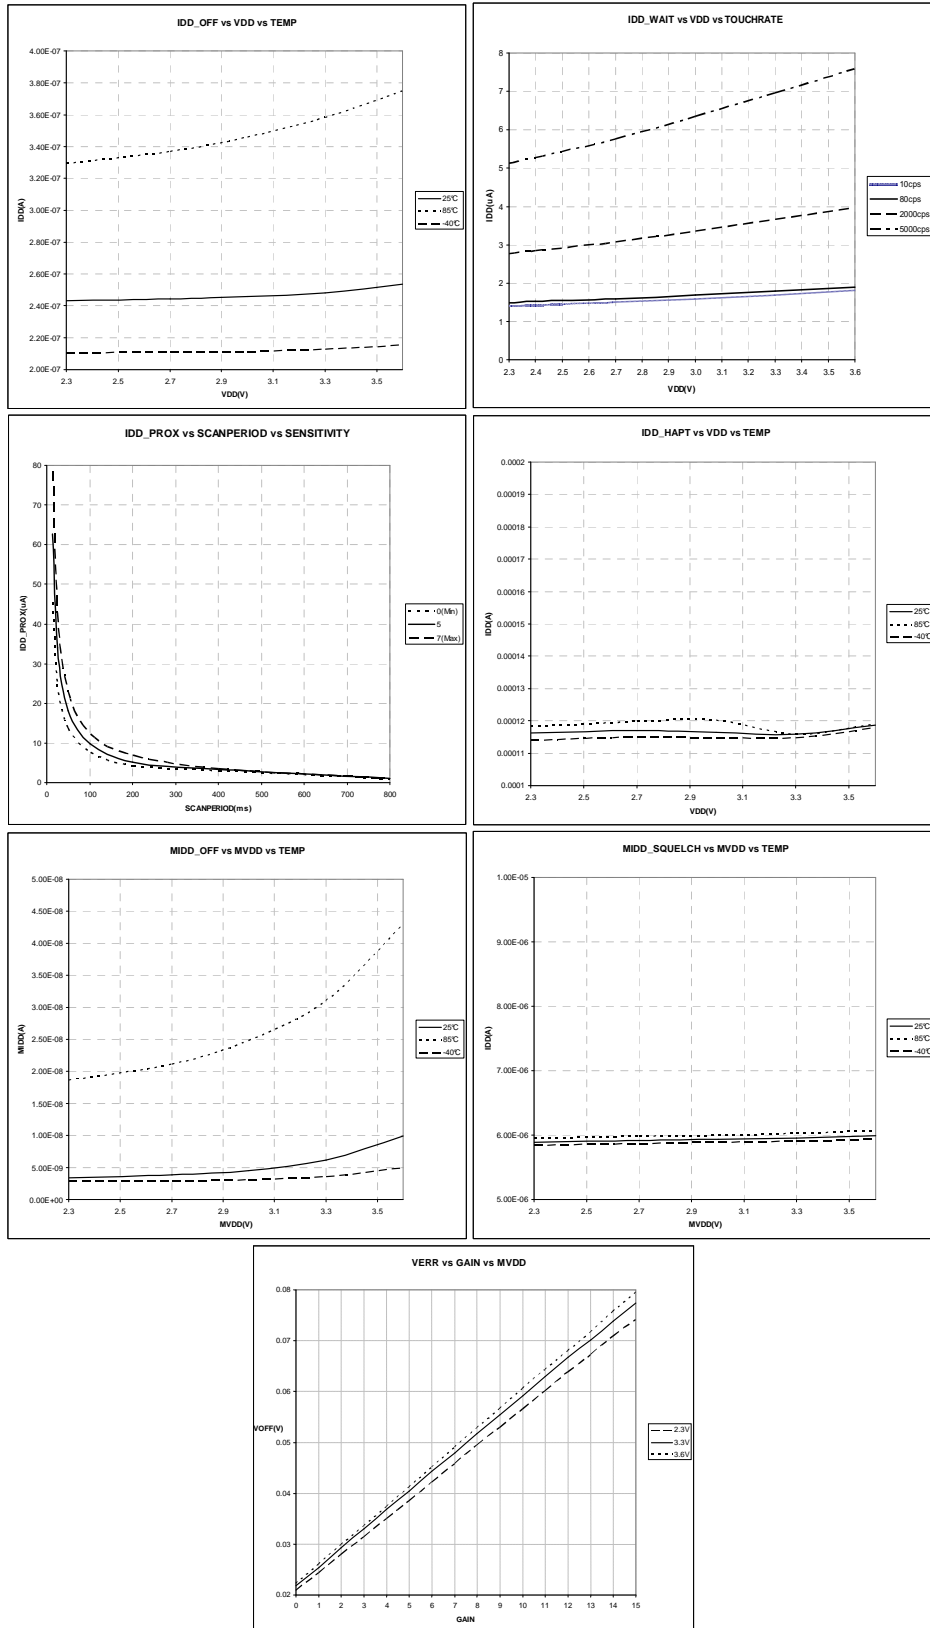 IDD_OFF vs VDD vs TEMP
4.00E-07
3.80E-07
3.60E-07
3.40E-07
3.20E-07
3.00E-07
2.80E-07
2.60E-07
2.40E-07
2.20E-07
2.00E-07
IDD(A)
2.3 2.5 2.7 2.9 3.1 3.3 3.5
VDD(V)
25℃
85℃
-40℃
IDD_WAIT vs VDD vs TOUCHRATE
8
7
6
5
4
3
2
1
0
IDD(uA)
2.3 2.4 2.5 2.6 2.7 2.8 2.9 3.0 3.1 3.2 3.3 3.4 3.5 3.6
VDD(V)
10cps
80cps
2000cps
5000cps
IDD_PROX vs SCANPERIOD vs SENSITIVITY
80
70
60
50
40
30
20
10
0
IDD_PROX(uA)
0 100 200 300 400 500 600 700 800
SCANPERIOD(ms)
0(Min)
5
7(Max)
IDD_HAPT vs VDD vs TEMP
0.0002
0.00019
0.00018
0.00017
0.00016
0.00015
0.00014
0.00013
0.00012
0.00011
0.0001
IDD(A)
2.3 2.5 2.7 2.9 3.1 3.3 3.5
VDD(V)
25℃
85℃
-40℃
MIDD_OFF vs MVDD vs TEMP
5.00E-08
4.50E-08
4.00E-08
3.50E-08
3.00E-08
2.50E-08
2.00E-08
1.50E-08
1.00E-08
5.00E-09
0.00E+00
MIDD(A)
2.3 2.5 2.7 2.9 3.1 3.3 3.5
MVDD(V)
25℃
85℃
-40℃
MIDD_SQUELCH vs MVDD vs TEMP
1.00E-05
9.00E-06
8.00E-06
7.00E-06
6.00E-06
5.00E-06
IDD(A)
2.3 2.5 2.7 2.9 3.1 3.3 3.5
MVDD(V)
25℃
85℃
-40℃
VERR vs GAIN vs MVDD
0.08
0.07
0.06
0.05
0.04
0.03
0.02
VOFF(V)
0 1 2 3 4 5 6 7 8 9 10 11 12 13 14 15
GAIN
2.3V
3.3V
3.6V